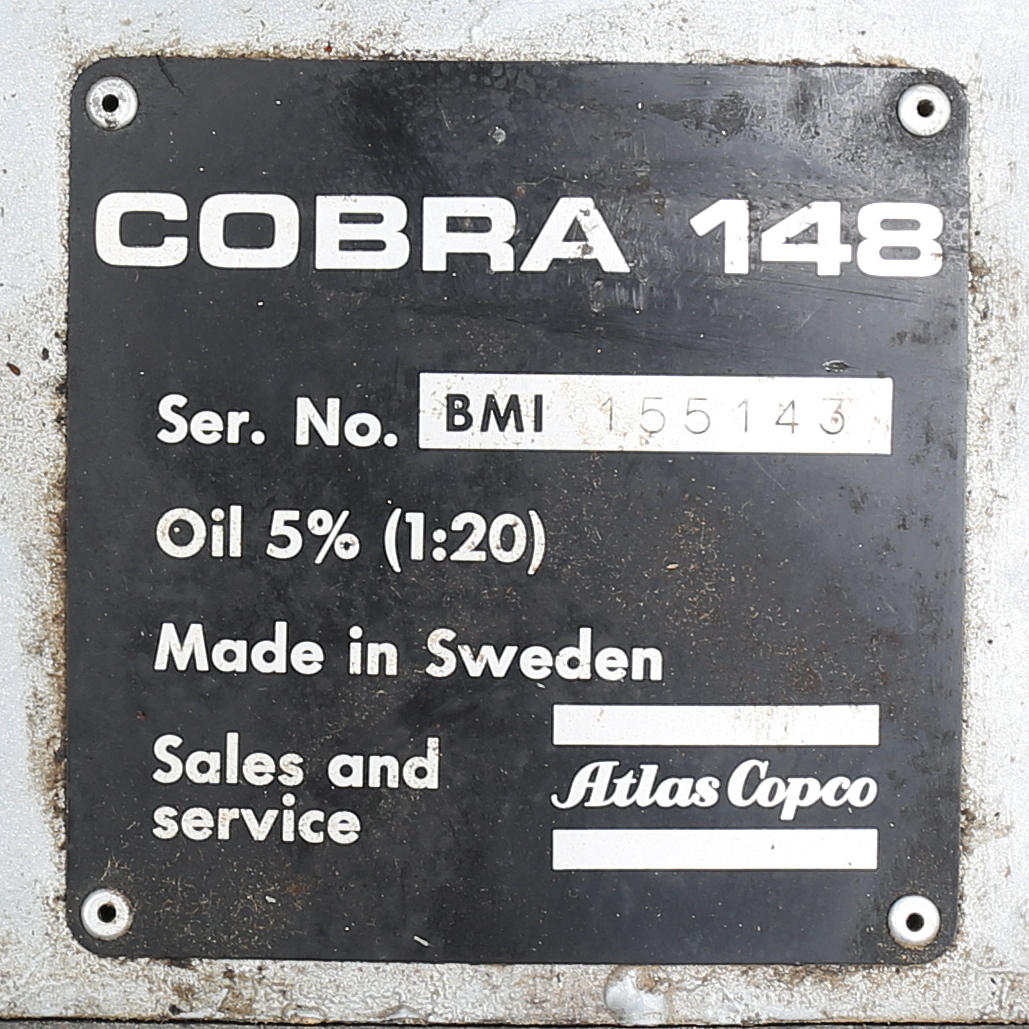 COBRA 148
Ser. No. BMI 155143
Oil 5% (1:20)
Made in Sweden
Sales and
service
Atlas Copco